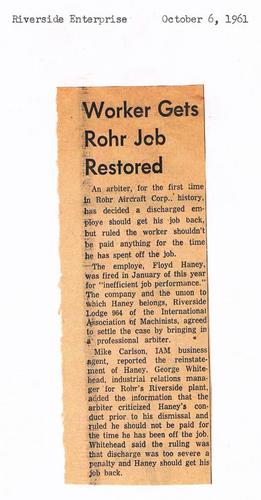 Riverside Enterprise October 6, 1961
Worker Gets
Rohr Job
Restored
An arbiter, for the first time
in Rohr Aircraft Corp., history,
has decided a discharged em-
ploye should get his job back,
but ruled the worker shouldn't
be paid anything for the time
he has spent off the job.
The employe, Floyd Haney,
was fired in January of this year
for "inefficient job performance."
The company and the union to
which Haney belongs, Riverside
Lodge 964 of the International
Association of Machinists, agreed
to settle the case by bringing in
a professional arbiter.
Mike Carlson, IAM business
agent, reported the reinstate-
ment of Haney. George White-
head, industrial relations mana-
ger for Rohr's Riverside plant,
added the information that the
arbiter criticized Haney's con-
duct prior to his dismissal and
ruled he should not be paid for
the time he has been off the job.
Whitehead said the ruling was
that discharge was too severe a
penalty and Haney should get his
job back.